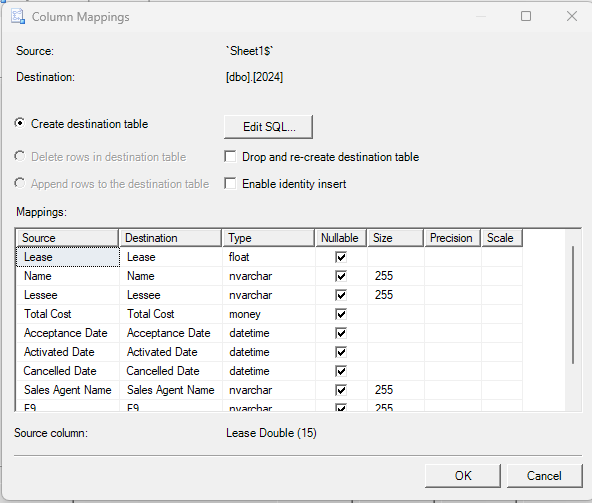 Column Mappings
Source: `Sheet1$`
Destination: [dbo].[2024]
Create destination table Edit SQL...
Delete rows in destination table Drop and re-create destination table
Append rows to the destination table Enable identity insert
Mappings:
Source Destination Type Nullable Size Precision Scale
Lease Lease float
Name Name nvarchar 255
Lessee Lessee nvarchar 255
Total Cost Total Cost money
Acceptance Date Acceptance Date datetime
Activated Date Activated Date datetime
Cancelled Date Cancelled Date datetime
Sales Agent Name Sales Agent Name nvarchar 255
F9 F9 nvarchar 255
Source column: Lease Double (15)
OK Cancel